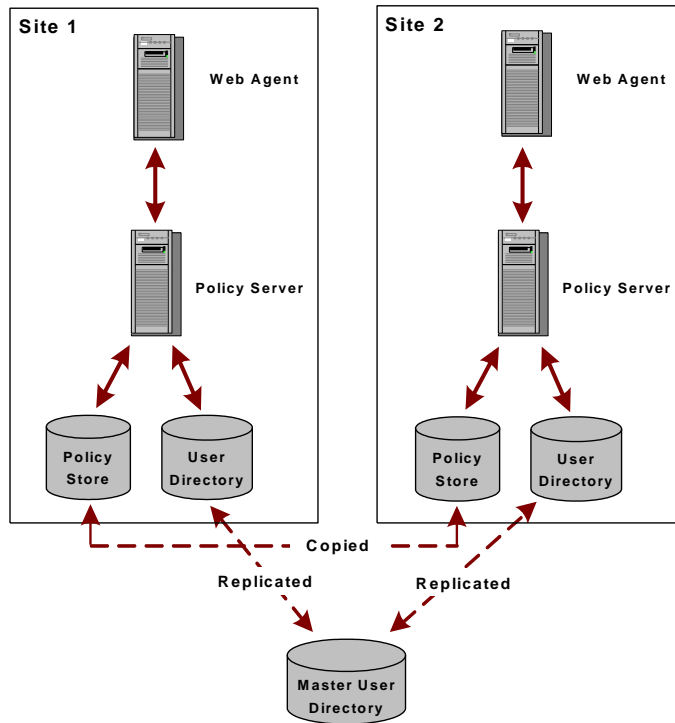 Site 1
Web Agent
Policy Server
Policy
Store
User
Directory
Site 2
Web Agent
Policy Server
Policy
Store
User
Directory
Copied
Replicated
Replicated
Master User
Directory